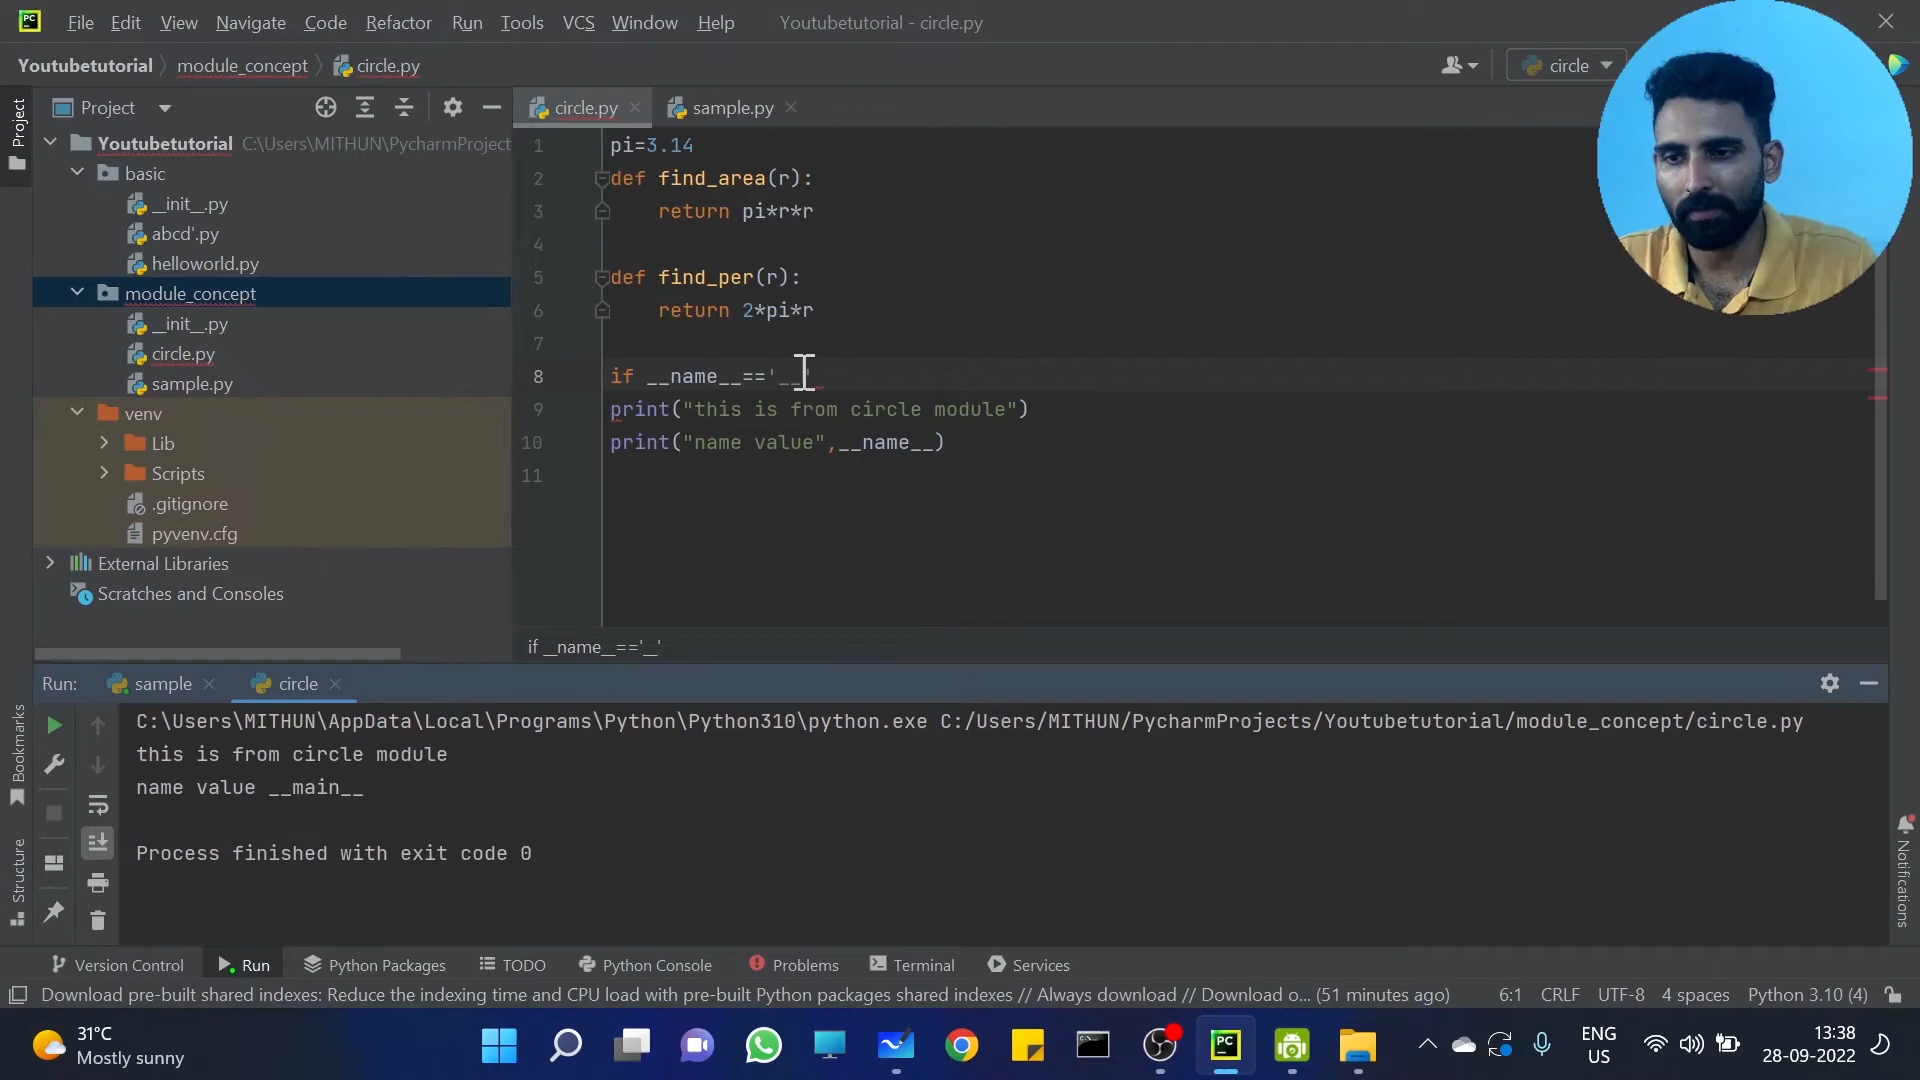 PC File Edit View Navigate Code Refactor Run Tools VCS Window Help Youtubetutorial - circle.py
Youtubetutorial module_concept circle.py circle
Project
Project circle.py sample.py
Youtubetutorial C:\Users\MITHUN\PycharmProject
basic
__init__.py
abcd'.py
helloworld.py
module_concept
__init__.py
circle.py
sample.py
venv
Lib
Scripts
.gitignore
pyvenv.cfg
External Libraries
Scratches and Consoles
1 pi=3.14
2 def find_area(r):
3 return pi*r*r
4
5 def find_per(r):
6 return 2*pi*r
7
8 if __name__=='__'
9 print("this is from circle module")
10 print("name value",__name__)
11
if __name__=='__'
Run: sample circle
C:\Users\MITHUN\AppData\Local\Programs\Python\Python310\python.exe C:/Users/MITHUN/PycharmProjects/Youtubetutorial/module_concept/circle.py
this is from circle module
name value __main__
Process finished with exit code 0
Bookmarks
Structure
Notifications
Version Control Run Python Packages TODO Python Console Problems Terminal Services
Download pre-built shared indexes: Reduce the indexing time and CPU load with pre-built Python packages shared indexes // Always download // Download o... (51 minutes ago) 6:1 CRLF UTF-8 4 spaces Python 3.10 (4)
31°C
Mostly sunny
PC
ENG
US
13:38
28-09-2022